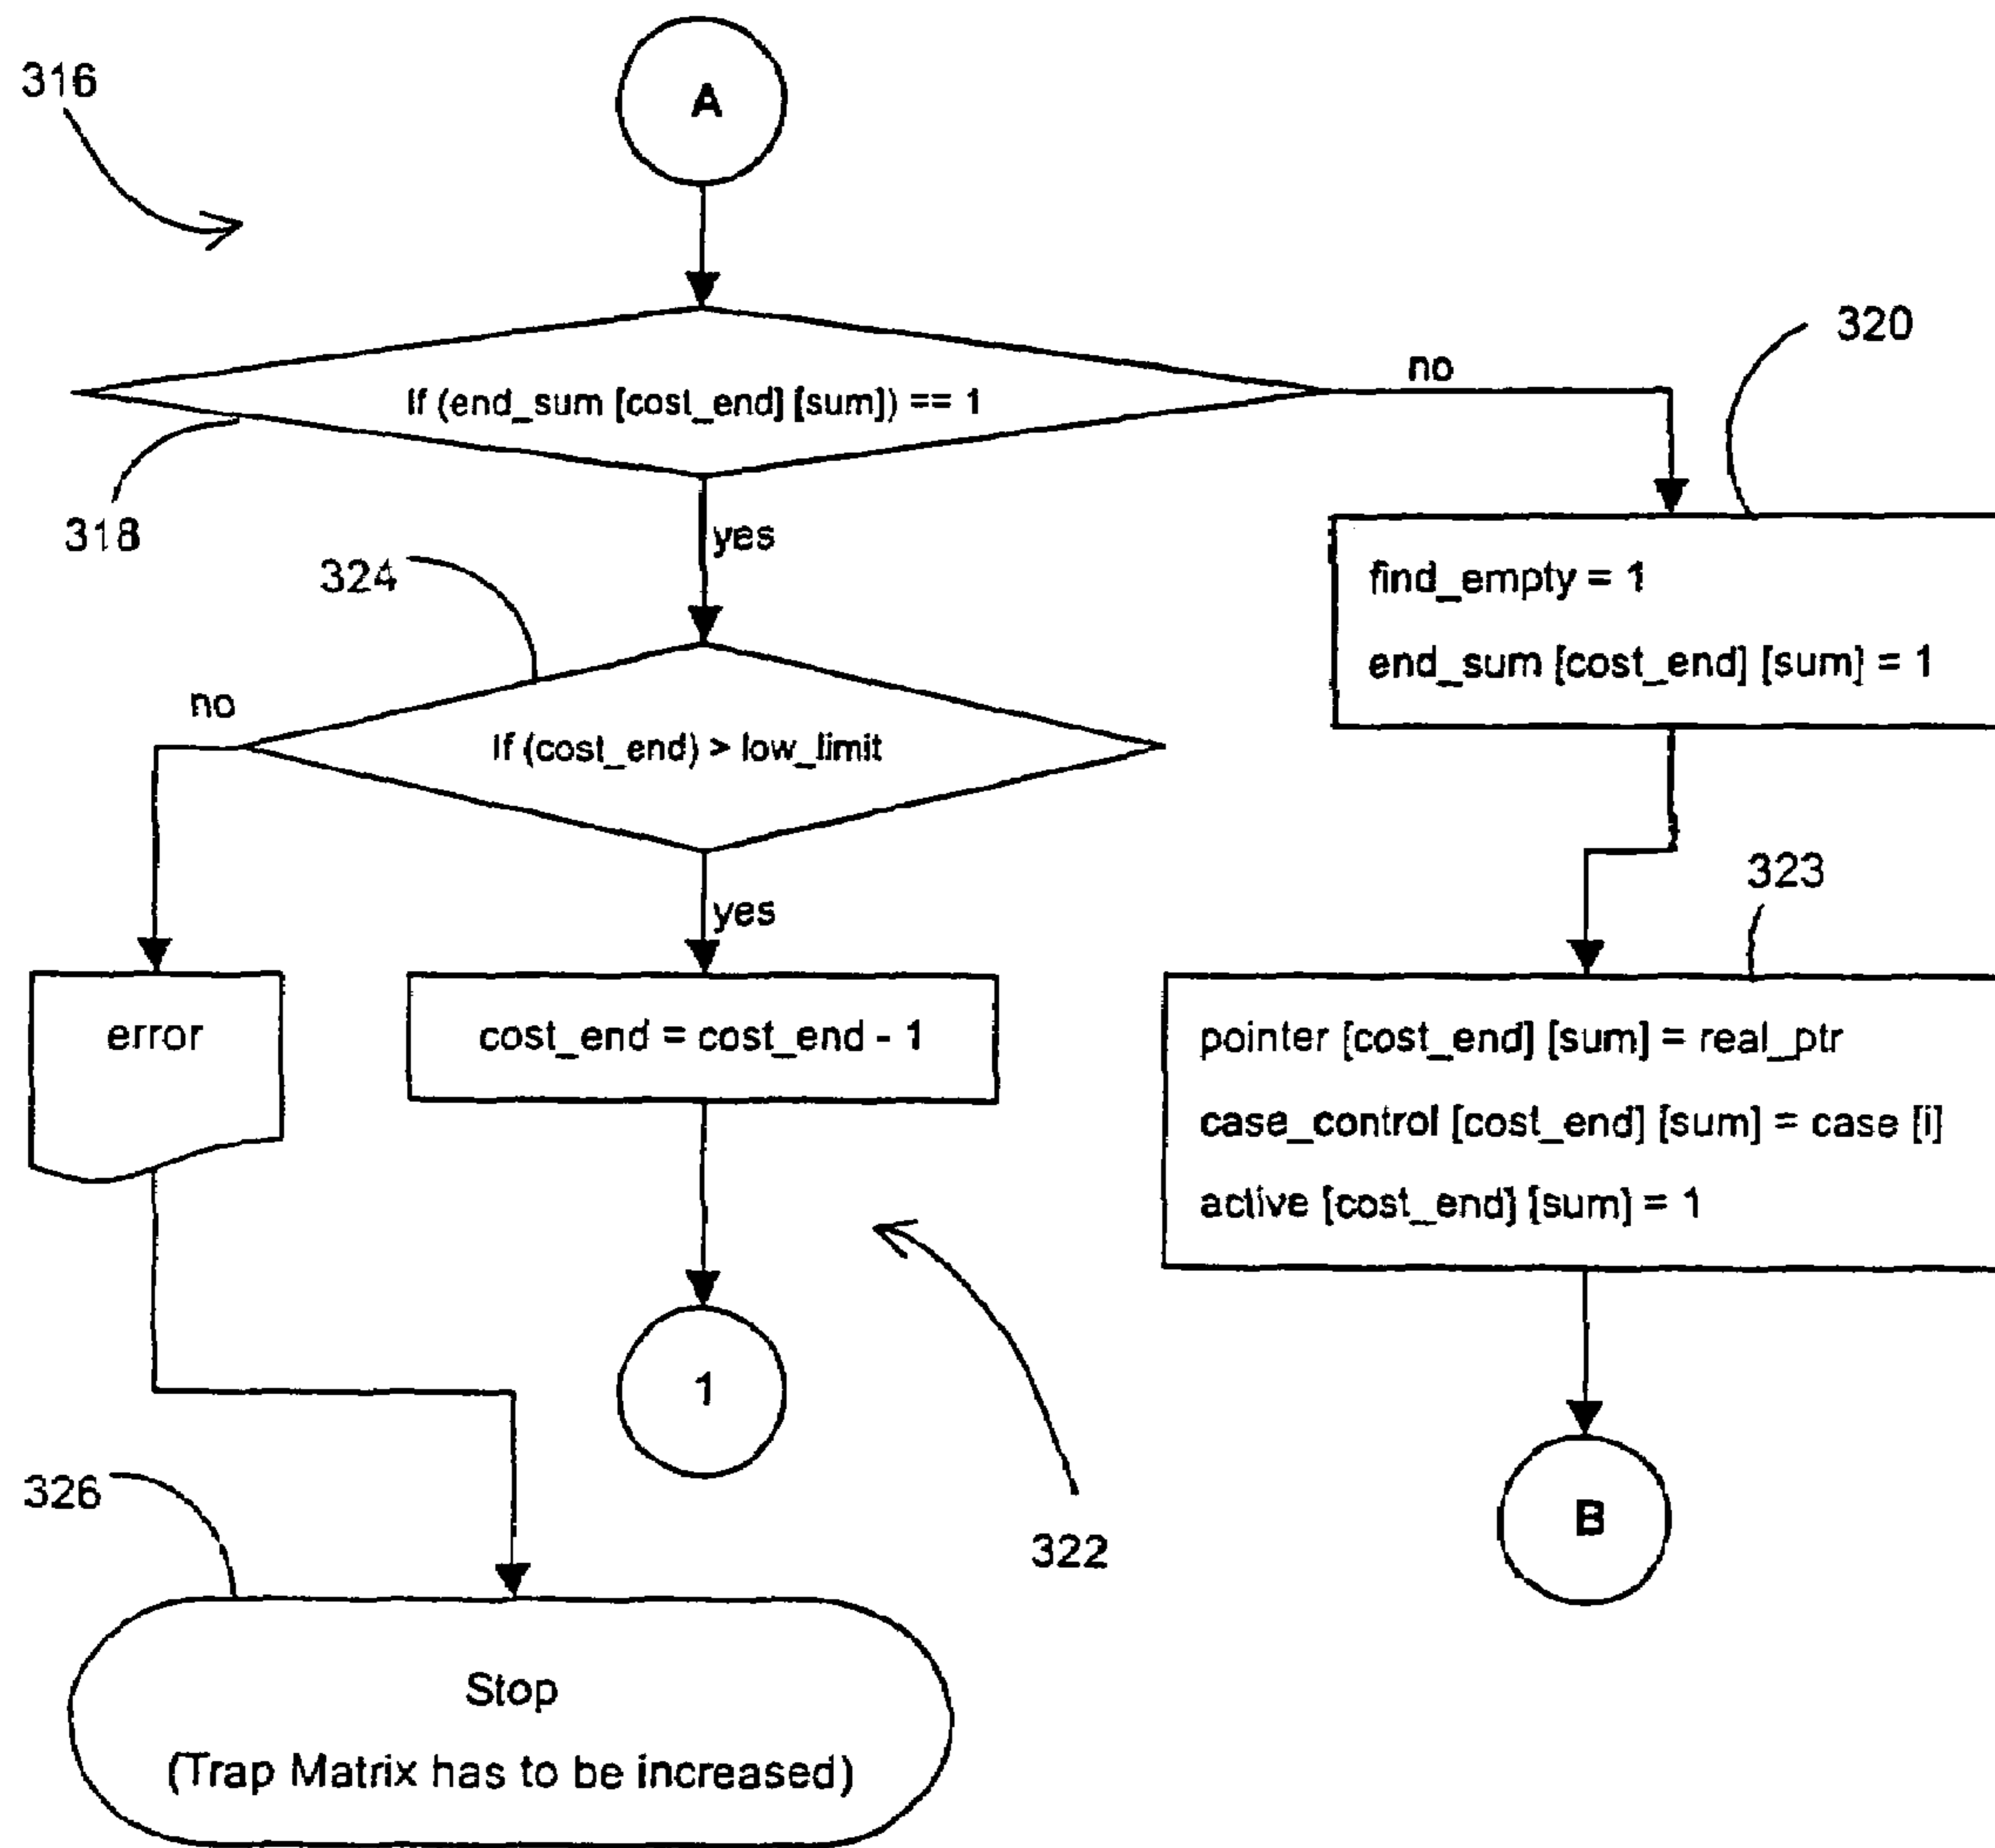 316
A
If (end_sum [cost_end] [sum]) == 1
no
320
318
yes
324
find_empty = 1
end_sum [cost_end] [sum] = 1
no
If (cost_end) > low_limit
323
yes
error
cost_end = cost_end - 1
pointer [cost_end] [sum] = real_ptr
case_control [cost_end] [sum] = case [i]
active [cost_end] [sum] = 1
1
326
322
B
Stop
(Trap Matrix has to be increased)